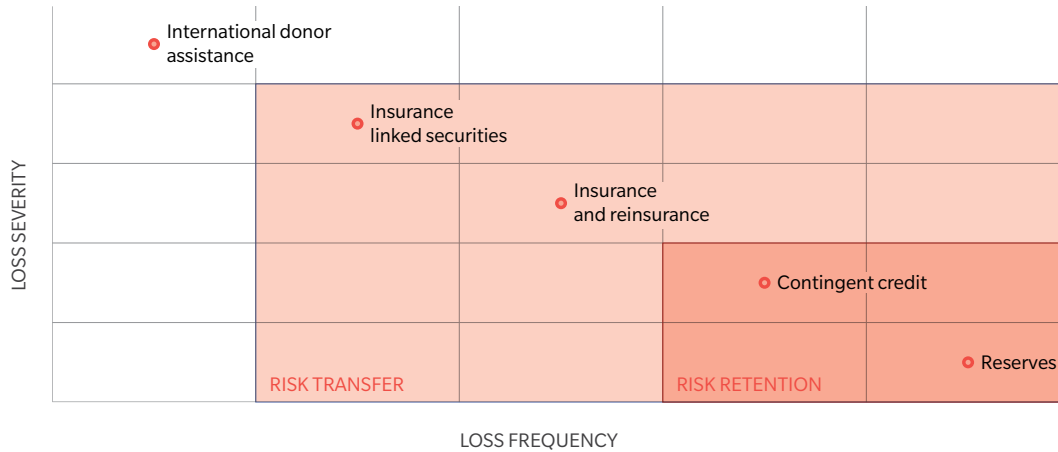 International donor
assistance
Insurance
linked securities
Insurance
and reinsurance
Contingent credit
Reserves
RISK TRANSFER
RISK RETENTION
LOSS SEVERITY
LOSS FREQUENCY